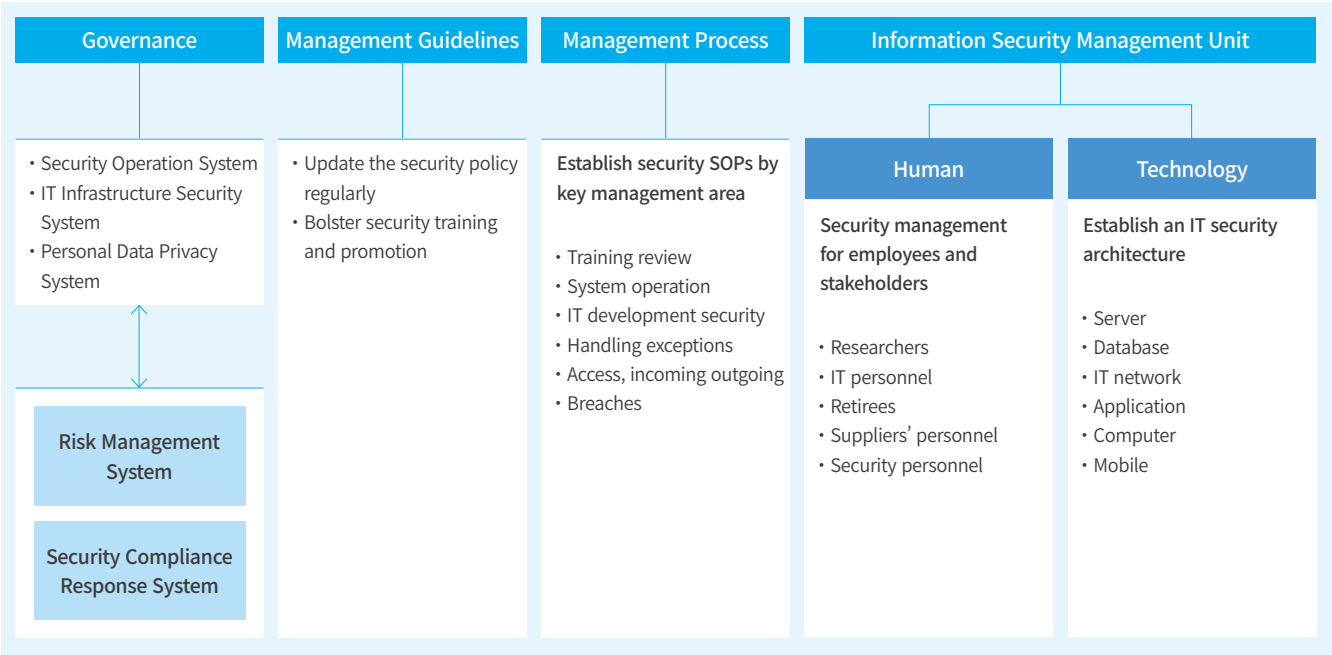 Governance
・Security Operation System
・IT Infrastructure Security
System
・Personal Data Privacy
System
Risk Management
System
Security Compliance
Response System
Management Guidelines
・Update the security policy
regularly
・Bolster security training
and promotion
Management Process
Establish security SOPs by
key management area
・Training review
・System operation
・IT development security
・Handling exceptions
・Access, incoming outgoing
・Breaches
Information Security Management Unit
Human
Security management
for employees and
stakeholders
・Researchers
・IT personnel
・Retirees
・Suppliers’ personnel
・Security personnel
Technology
Establish an IT security
architecture
・Server
・Database
・IT network
・Application
・Computer
・Mobile